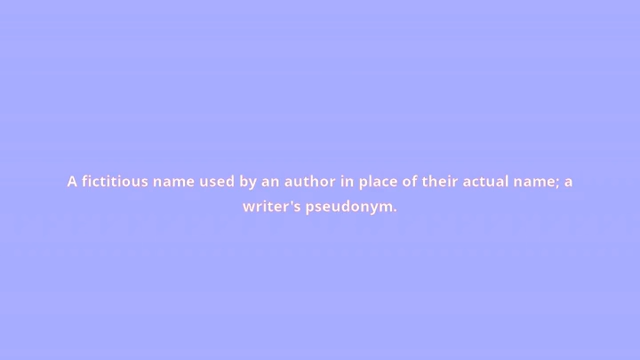 A fictitious name used by an author in place of their actual name; a
writer's pseudonym.